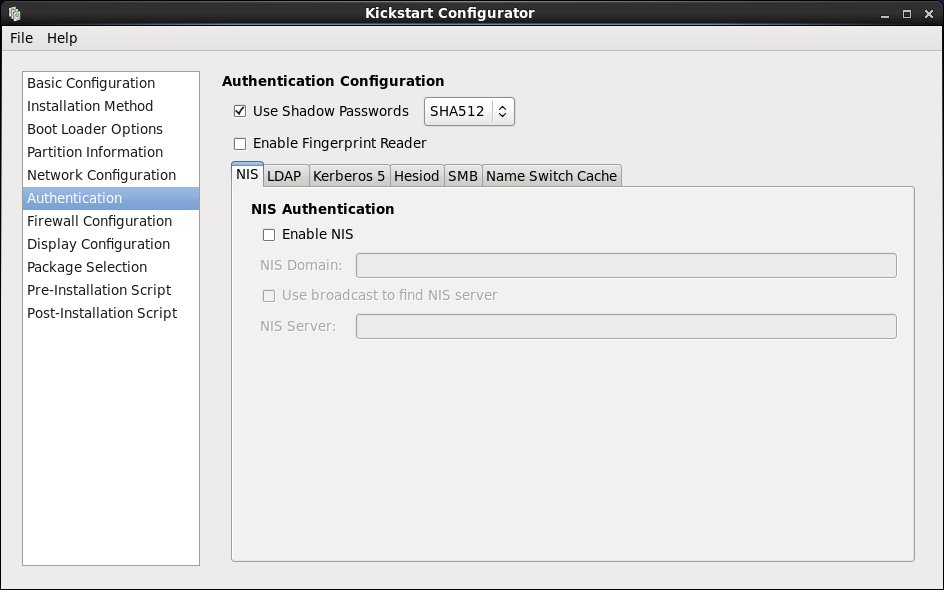 Kickstart Configurator
File Help
Basic Configuration
Installation Method
Boot Loader Options
Partition Information
Network Configuration
Authentication
Firewall Configuration
Display Configuration
Package Selection
Pre-Installation Script
Post-Installation Script
Authentication Configuration
Use Shadow Passwords SHA512
Enable Fingerprint Reader
NIS LDAP Kerberos 5 Hesiod SMB Name Switch Cache
NIS Authentication
Enable NIS
NIS Domain:
Use broadcast to find NIS server
NIS Server: